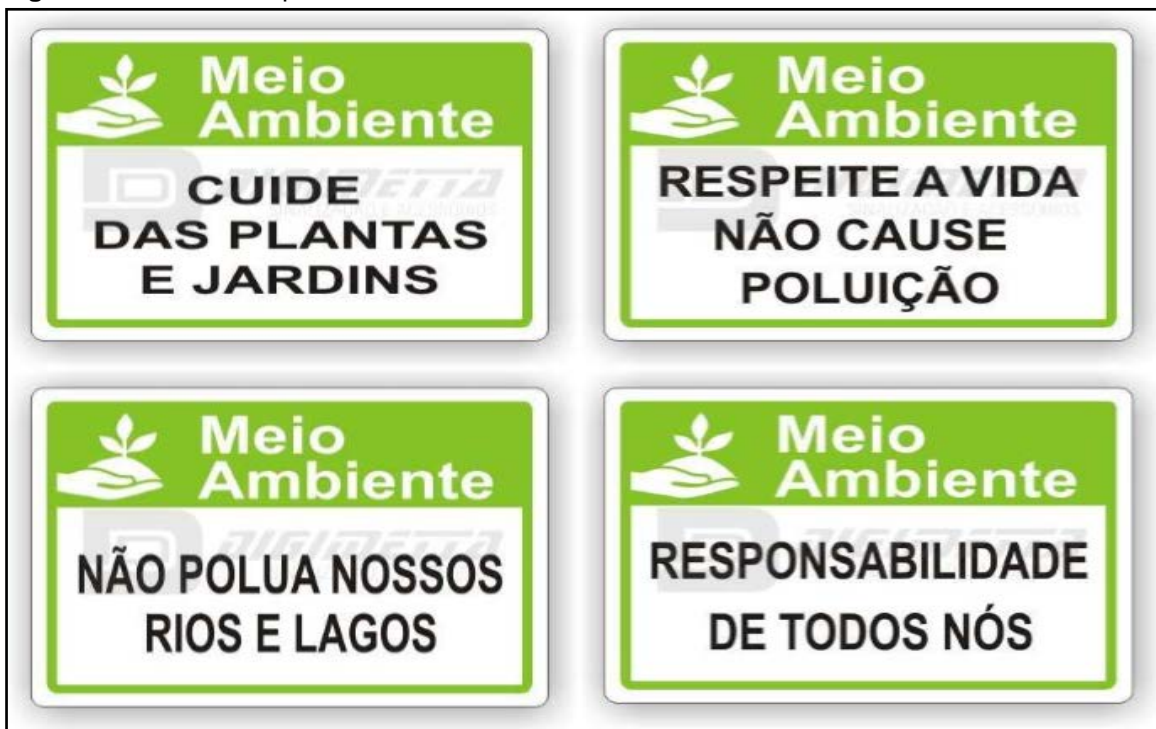 Meio
Ambiente
CUIDE
DAS PLANTAS
E JARDINS
Meio
Ambiente
RESPEITE A VIDA
NÃO CAUSE
POLUIÇÃO
Meio
Ambiente
NÃO POLUA NOSSOS
RIOS E LAGOS
Meio
Ambiente
RESPONSABILIDADE
DE TODOS NÓS